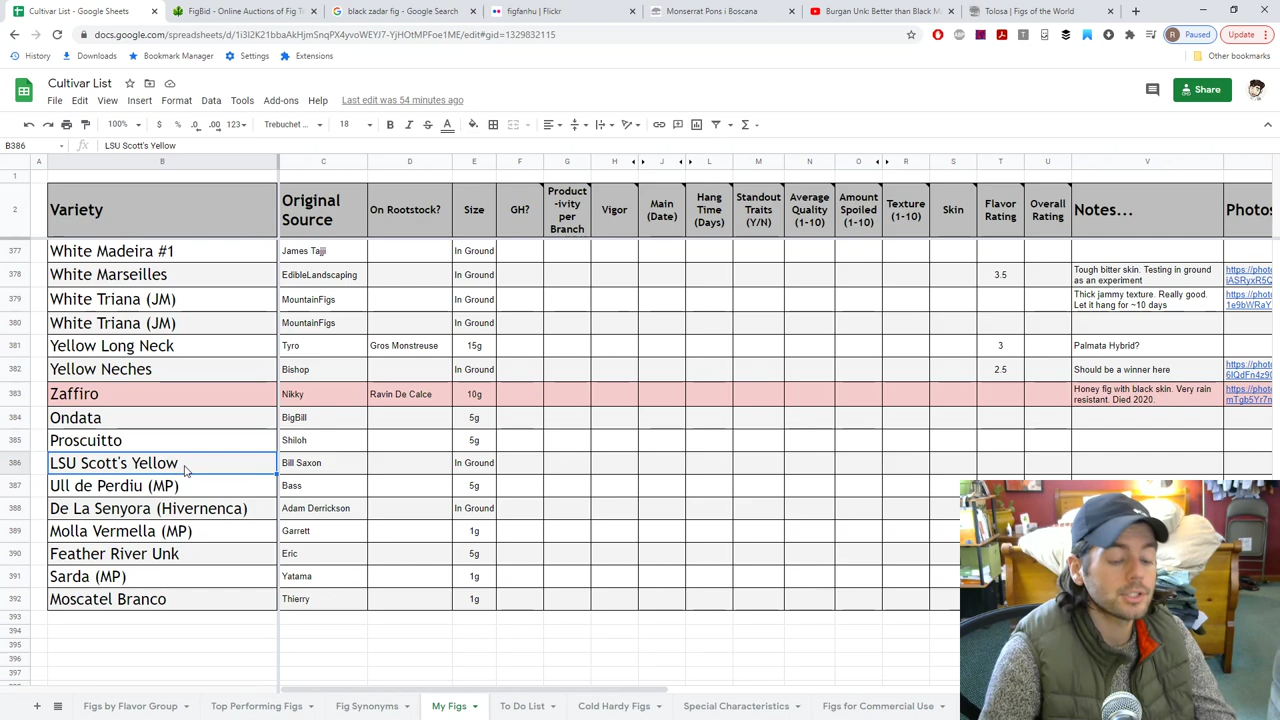 Cultivar List
FigBid - Online Auctions of Fig T
black zadar fig - Google Search
figfanhu | Flickr
Monserrat Pons i Boscana
Burgan Unk: Better than Black M
Tolosa | Figs of the World
docs.google.com/spreadsheets/d/1i3I2K21bbaAkHjmSnqPX4yvoWEYJ7-YjHOtMPFoe1ME/edit#gid=1329832115
Paused
Update
History
Downloads
Bookmark Manager
Settings
Extensions
Other bookmarks
Cultivar List
File Edit View Insert Format Data Tools Add-ons Help Last edit was 54 minutes ago
Share
100% $ % .0 .00 123 Trebuchet ... 18 B I S A
B386 fx LSU Scott's Yellow
A B C D E F G H J L M N O R S T U V
1
2 Variety Original Source On Rootstock? Size GH? Product-ivity per Branch Vigor Main (Date) Hang Time (Days) Standout Traits (Y/N) Average Quality (1-10) Amount Spoiled (1-10) Texture (1-10) Skin Flavor Rating Overall Rating Notes... Photos
377 White Madeira #1 James Tajji In Ground
378 White Marseilles EdibleLandscaping In Ground 3.5 Tough bitter skin. Testing in ground as an experiment
379 White Triana (JM) MountainFigs In Ground Thick jammy texture. Really good. Let it hang for ~10 days
380 White Triana (JM) MountainFigs In Ground
381 Yellow Long Neck Tyro Gros Monstreuse 15g 3 Palmata Hybrid?
382 Yellow Neches Bishop In Ground 2.5 Should be a winner here
383 Zaffiro Nikky Ravin De Calce 10g Honey fig with black skin. Very rain resistant. Died 2020.
384 Ondata BigBill 5g
385 Proscuitto Shiloh 5g
386 LSU Scott's Yellow Bill Saxon In Ground
387 Ull de Perdiu (MP) Bass 5g
388 De La Senyora (Hivernenca) Adam Derrickson In Ground
389 Molla Vermella (MP) Garrett 1g
390 Feather River Unk Eric 5g
391 Sarda (MP) Yatama 1g
392 Moscatel Branco Thierry 1g
393
394
395
396
397
Figs by Flavor Group
Top Performing Figs
Fig Synonyms
My Figs
To Do List
Cold Hardy Figs
Special Characteristics
Figs for Commercial Use